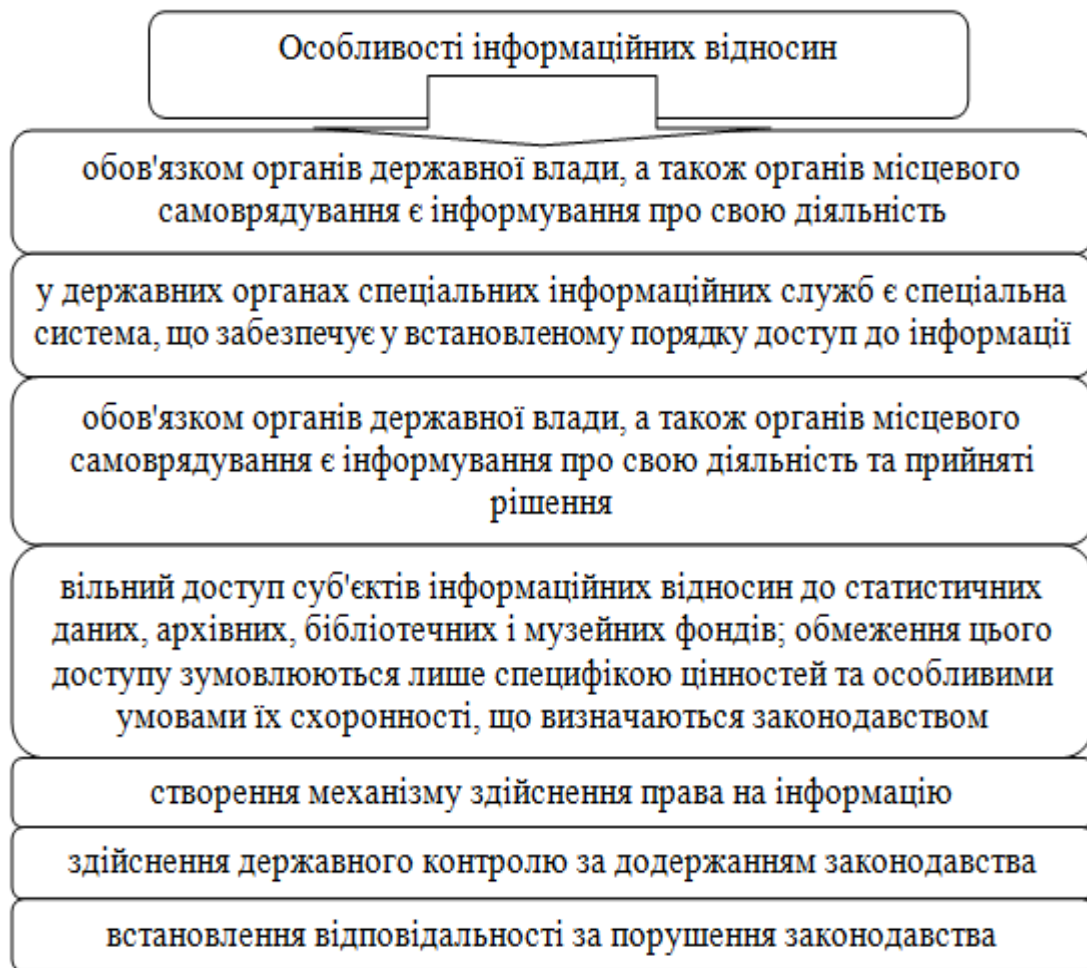 Особливості інформаційних відносин
обов'язком органів державної влади, а також органів місцевого
самоврядування є інформування про свою діяльність
у державних органах спеціальних інформаційних служб є спеціальна
система, що забезпечує у встановленому порядку доступ до інформації
обов'язком органів державної влади, а також органів місцевого
самоврядування є інформування про свою діяльність та прийняті
рішення
вільний доступ суб'єктів інформаційних відносин до статистичних
даних, архівних, бібліотечних і музейних фондів; обмеження цього
доступу зумовлюються лише специфікою цінностей та особливими
умовами їх схоронності, що визначаються законодавством
створення механізму здійснення права на інформацію
здійснення державного контролю за додержанням законодавства
встановлення відповідальності за порушення законодавства